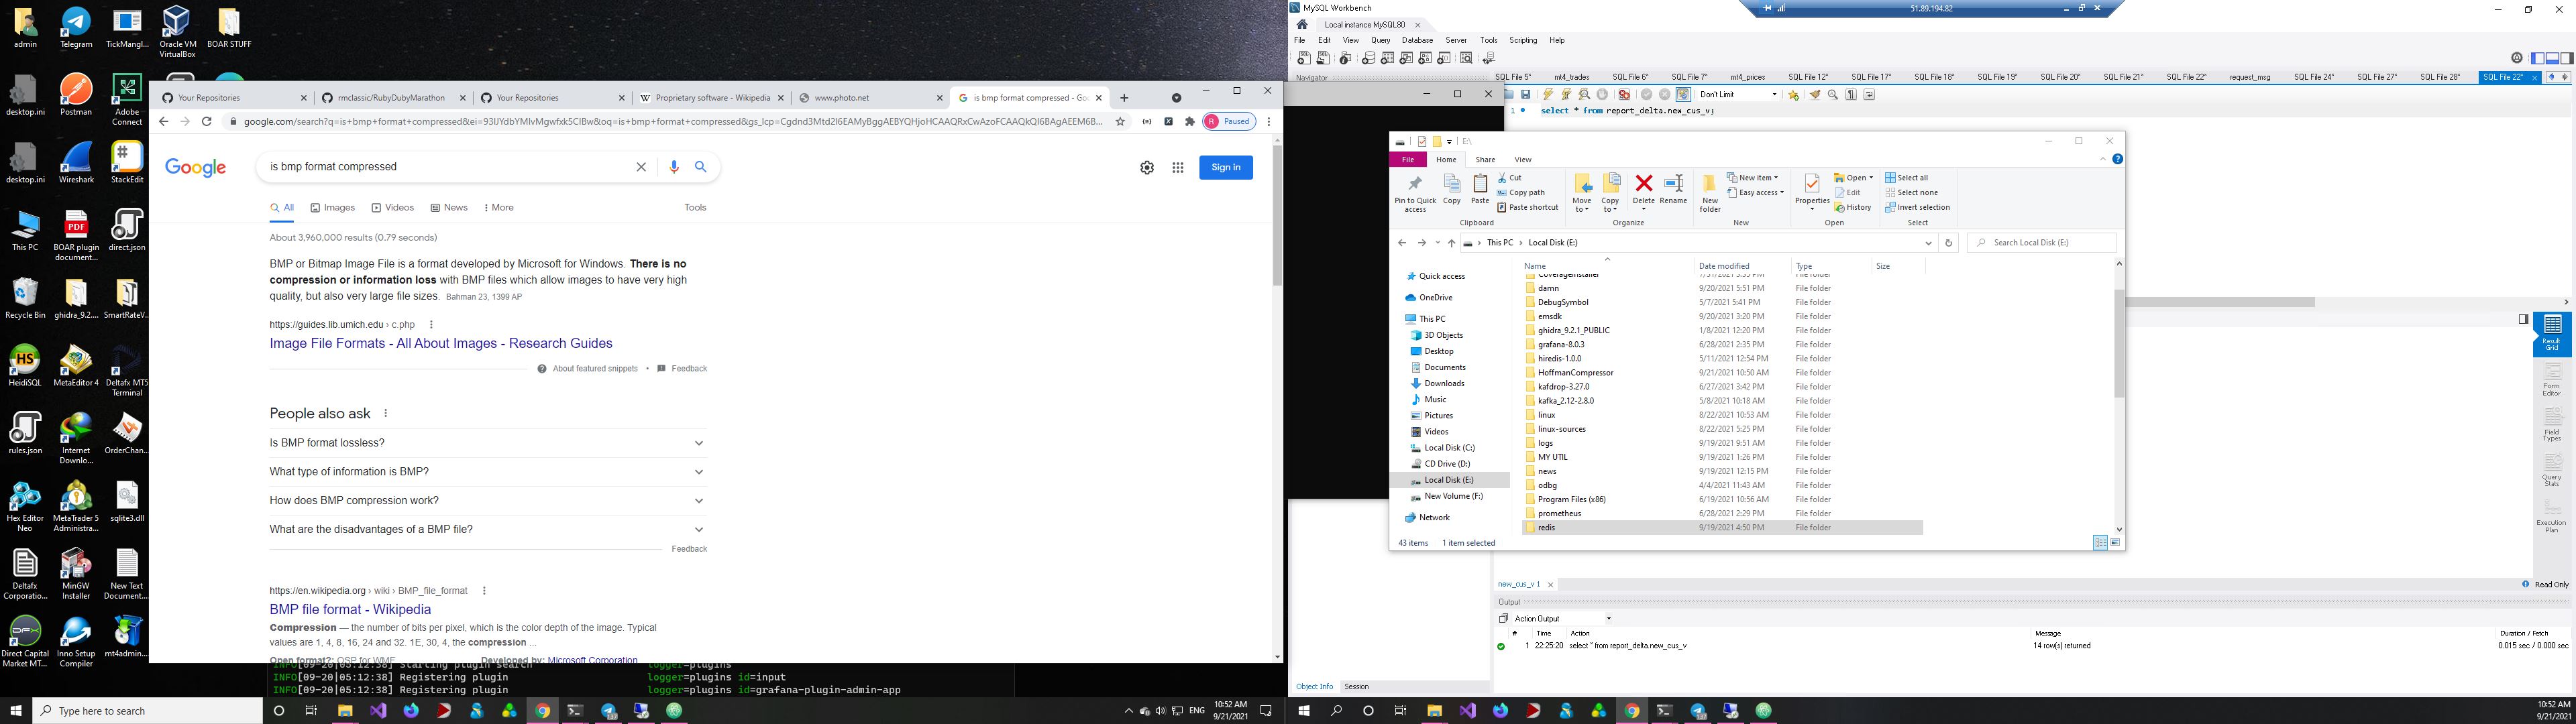 admin
Telegram
TickMangl...
Oracle VM VirtualBox
BOAR STUFF
desktop.ini
Postman
Adobe Connect
desktop.ini
Wireshark
StackEdit
This PC
BOAR plugin document...
direct.json
Recycle Bin
ghidra_9.2....
SmartRateV...
HeidiSQL
MetaEditor 4
Deltafx MT5 Terminal
rules.json
Internet Downlo...
OrderChan...
Hex Editor Neo
MetaTrader 5 Administra...
sqlite3.dll
Deltafx Corporatio...
MinGW Installer
New Text Document...
Direct Capital Market MT...
Inno Setup Compiler
mt4admin....
Your Repositories
rmclassic/RubyDubyMarathon
Your Repositories
Proprietary software - Wikipedia
www.photo.net
is bmp format compressed - Goo
R Paused
Google
is bmp format compressed
Sign in
All
Images
Videos
News
More
Tools
About 3,960,000 results (0.79 seconds)
BMP or Bitmap Image File is a format developed by Microsoft for Windows. There is no
compression or information loss with BMP files which allow images to have very high
quality, but also very large file sizes. Bahman 23, 1399 AP
https://guides.lib.umich.edu › c.php
Image File Formats - All About Images - Research Guides
About featured snippets • Feedback
People also ask
Is BMP format lossless?
What type of information is BMP?
How does BMP compression work?
What are the disadvantages of a BMP file?
Feedback
https://en.wikipedia.org › wiki › BMP_file_format
BMP file format - Wikipedia
Compression — the number of bits per pixel, which is the color depth of the image. Typical
values are 1, 4, 8, 16, 24 and 32. 1E, 30, 4, the compression ...
Open format?: OSP for WMF Developed by: Microsoft Corporation
INFO[09-20|05:12:38] Starting plugin search logger=plugins
INFO[09-20|05:12:38] Registering plugin logger=plugins id=input
INFO[09-20|05:12:38] Registering plugin logger=plugins id=grafana-plugin-admin-app
Type here to search
ENG
10:52 AM
9/21/2021
MySQL Workbench
51.89.194.82
Local instance MySQL80
File Edit View Query Database Server Tools Scripting Help
Navigator
SQL File 5* mt4_trades SQL File 6* SQL File 7* mt4_prices SQL File 12* SQL File 17* SQL File 18* SQL File 19* SQL File 20* SQL File 21* SQL File 22* request_msg SQL File 24* SQL File 27* SQL File 28* SQL File 22*
Don't Limit
1 select * from report_delta.new_cus_v;
E:\
File Home Share View
Pin to Quick access
Copy
Paste
Cut
Copy path
Paste shortcut
Clipboard
Move to
Copy to
Delete
Rename
Organize
New folder
New item
Easy access
New
Properties
Open
Edit
History
Open
Select all
Select none
Invert selection
Select
This PC › Local Disk (E:)
Search Local Disk (E:)
Name Date modified Type Size
Quick access
OneDrive
This PC
3D Objects
Desktop
Documents
Downloads
Music
Pictures
Videos
Local Disk (C:)
CD Drive (D:)
Local Disk (E:)
New Volume (F:)
Network
CoverageInstaller File folder
damn 9/20/2021 5:51 PM File folder
DebugSymbol 5/7/2021 5:41 PM File folder
emsdk 9/20/2021 3:20 PM File folder
ghidra_9.2.1_PUBLIC 1/8/2021 12:20 PM File folder
grafana-8.0.3 6/28/2021 2:35 PM File folder
hiredis-1.0.0 5/11/2021 12:54 PM File folder
HoffmanCompressor 9/21/2021 10:50 AM File folder
kafdrop-3.27.0 6/27/2021 3:42 PM File folder
kafka_2.12-2.8.0 5/8/2021 10:18 AM File folder
linux 8/22/2021 10:53 AM File folder
linux-sources 8/22/2021 5:25 PM File folder
logs 9/19/2021 9:51 AM File folder
MY UTIL 9/19/2021 1:26 PM File folder
news 9/19/2021 12:15 PM File folder
odbg 4/4/2021 11:43 AM File folder
Program Files (x86) 6/19/2021 10:56 AM File folder
prometheus 6/28/2021 2:29 PM File folder
redis 9/19/2021 4:50 PM File folder
43 items 1 item selected
Result Grid
Form Editor
Field Types
Query Stats
Execution Plan
new_cus_v 1
Read Only
Output
Action Output
# Time Action Message Duration / Fetch
1 22:25:20 select * from report_delta.new_cus_v 14 row(s) returned 0.015 sec / 0.000 sec
Object Info Session
10:52 AM
9/21/2021